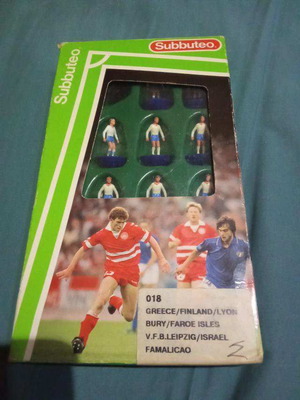 Subbuteo
Subbuteo
018
GREECE/FINLAND/LYON
BURY/FAROE ISLES
V.F.B.LEIPZIG/ISRAEL
FAMALICAO